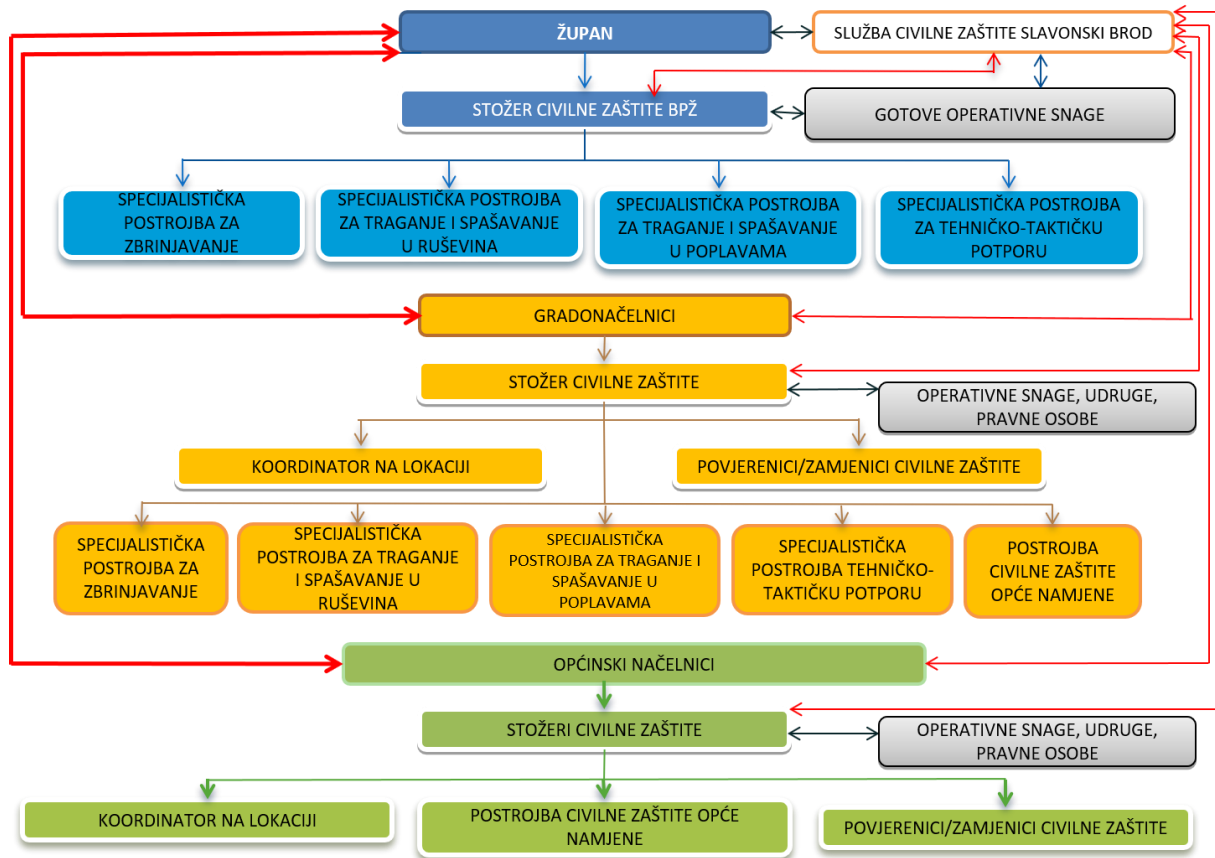 ŽUPAN
SLUŽBA CIVILNE ZAŠTITE SLAVONSKI BROD
STOŽER CIVILNE ZAŠTITE BPŽ
GOTOVE OPERATIVNE SNAGE
SPECIJALISTIČKA
POSTROJBA ZA
ZBRINJAVANJE
SPECIJALISTIČKA POSTROJBA
ZA TRAGANJE I SPAŠAVANJE
U RUŠEVINA
SPECIJALISTIČKA POSTROJBA
ZA TRAGANJE I SPAŠAVANJE
U POPLAVAMA
SPECIJALISTIČKA POSTROJBA
ZA TEHNIČKO-TAKTIČKU
POTPORU
GRADONAČELNICI
STOŽER CIVILNE ZAŠTITE
OPERATIVNE SNAGE, UDRUGE,
PRAVNE OSOBE
KOORDINATOR NA LOKACIJI
POVJERENICI/ZAMJENICI CIVILNE ZAŠTITE
SPECIJALISTIČKA
POSTROJBA ZA
ZBRINJAVANJE
SPECIJALISTIČKA
POSTROJBA ZA TRAGANJE
I SPAŠAVANJE U
RUŠEVINA
SPECIJALISTIČKA
POSTROJBA ZA TRAGANJE I
SPAŠAVANJE U
POPLAVAMA
SPECIJALISTIČKA
POSTROJBA TEHNIČKO-
TAKTIČKU POTPORU
POSTROJBA
CIVILNE ZAŠTITE
OPĆE NAMJENE
OPĆINSKI NAČELNICI
STOŽERI CIVILNE ZAŠTITE
OPERATIVNE SNAGE, UDRUGE,
PRAVNE OSOBE
KOORDINATOR NA LOKACIJI
POSTROJBA CIVILNE ZAŠTITE OPĆE
NAMJENE
POVJERENICI/ZAMJENICI CIVILNE ZAŠTITE